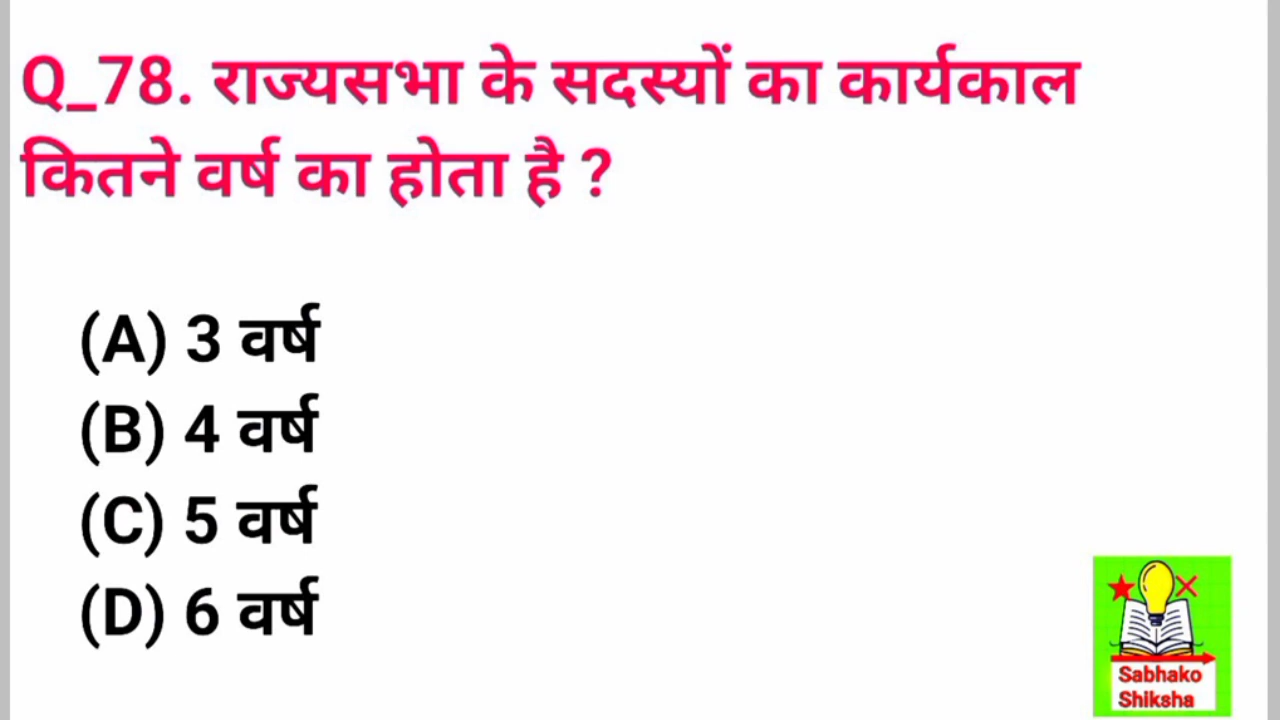 Q_78. राज्यसभा के सदस्यों का कार्यकाल
कितने वर्ष का होता है ?
(A) 3 वर्ष
(B) 4 वर्ष
(C) 5 वर्ष
(D) 6 वर्ष
Sabhako
Shiksha